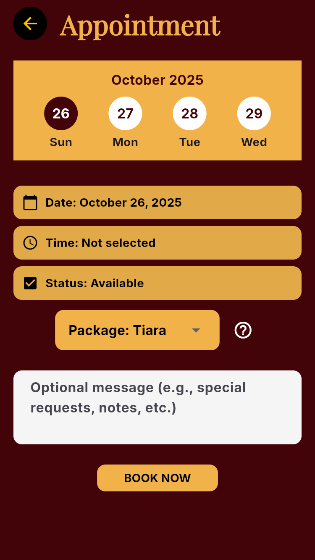 Appointment
October 2025
26 27 28 29
Sun Mon Tue Wed
Date: October 26, 2025
Time: Not selected
Status: Available
Package: Tiara
?
Optional message (e.g., special
requests, notes, etc.)
BOOK NOW